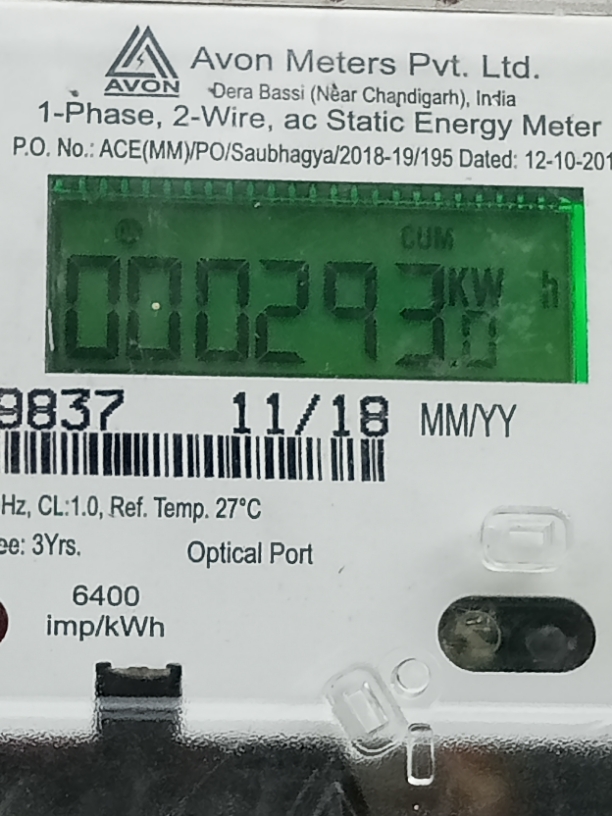 Avon Meters Pvt. Ltd.
AVON
Dera Bassi (Near Chandigarh), India
1-Phase, 2-Wire, ac Static Energy Meter
P.O. No.: ACE(MM)/PO/Saubhagya/2018-19/195 Dated: 12-10-201
CUM
000293.0 KWh
9837 11/18 MM/YY
Hz, CL:1.0, Ref. Temp. 27°C
ee: 3Yrs.
Optical Port
6400
imp/kWh